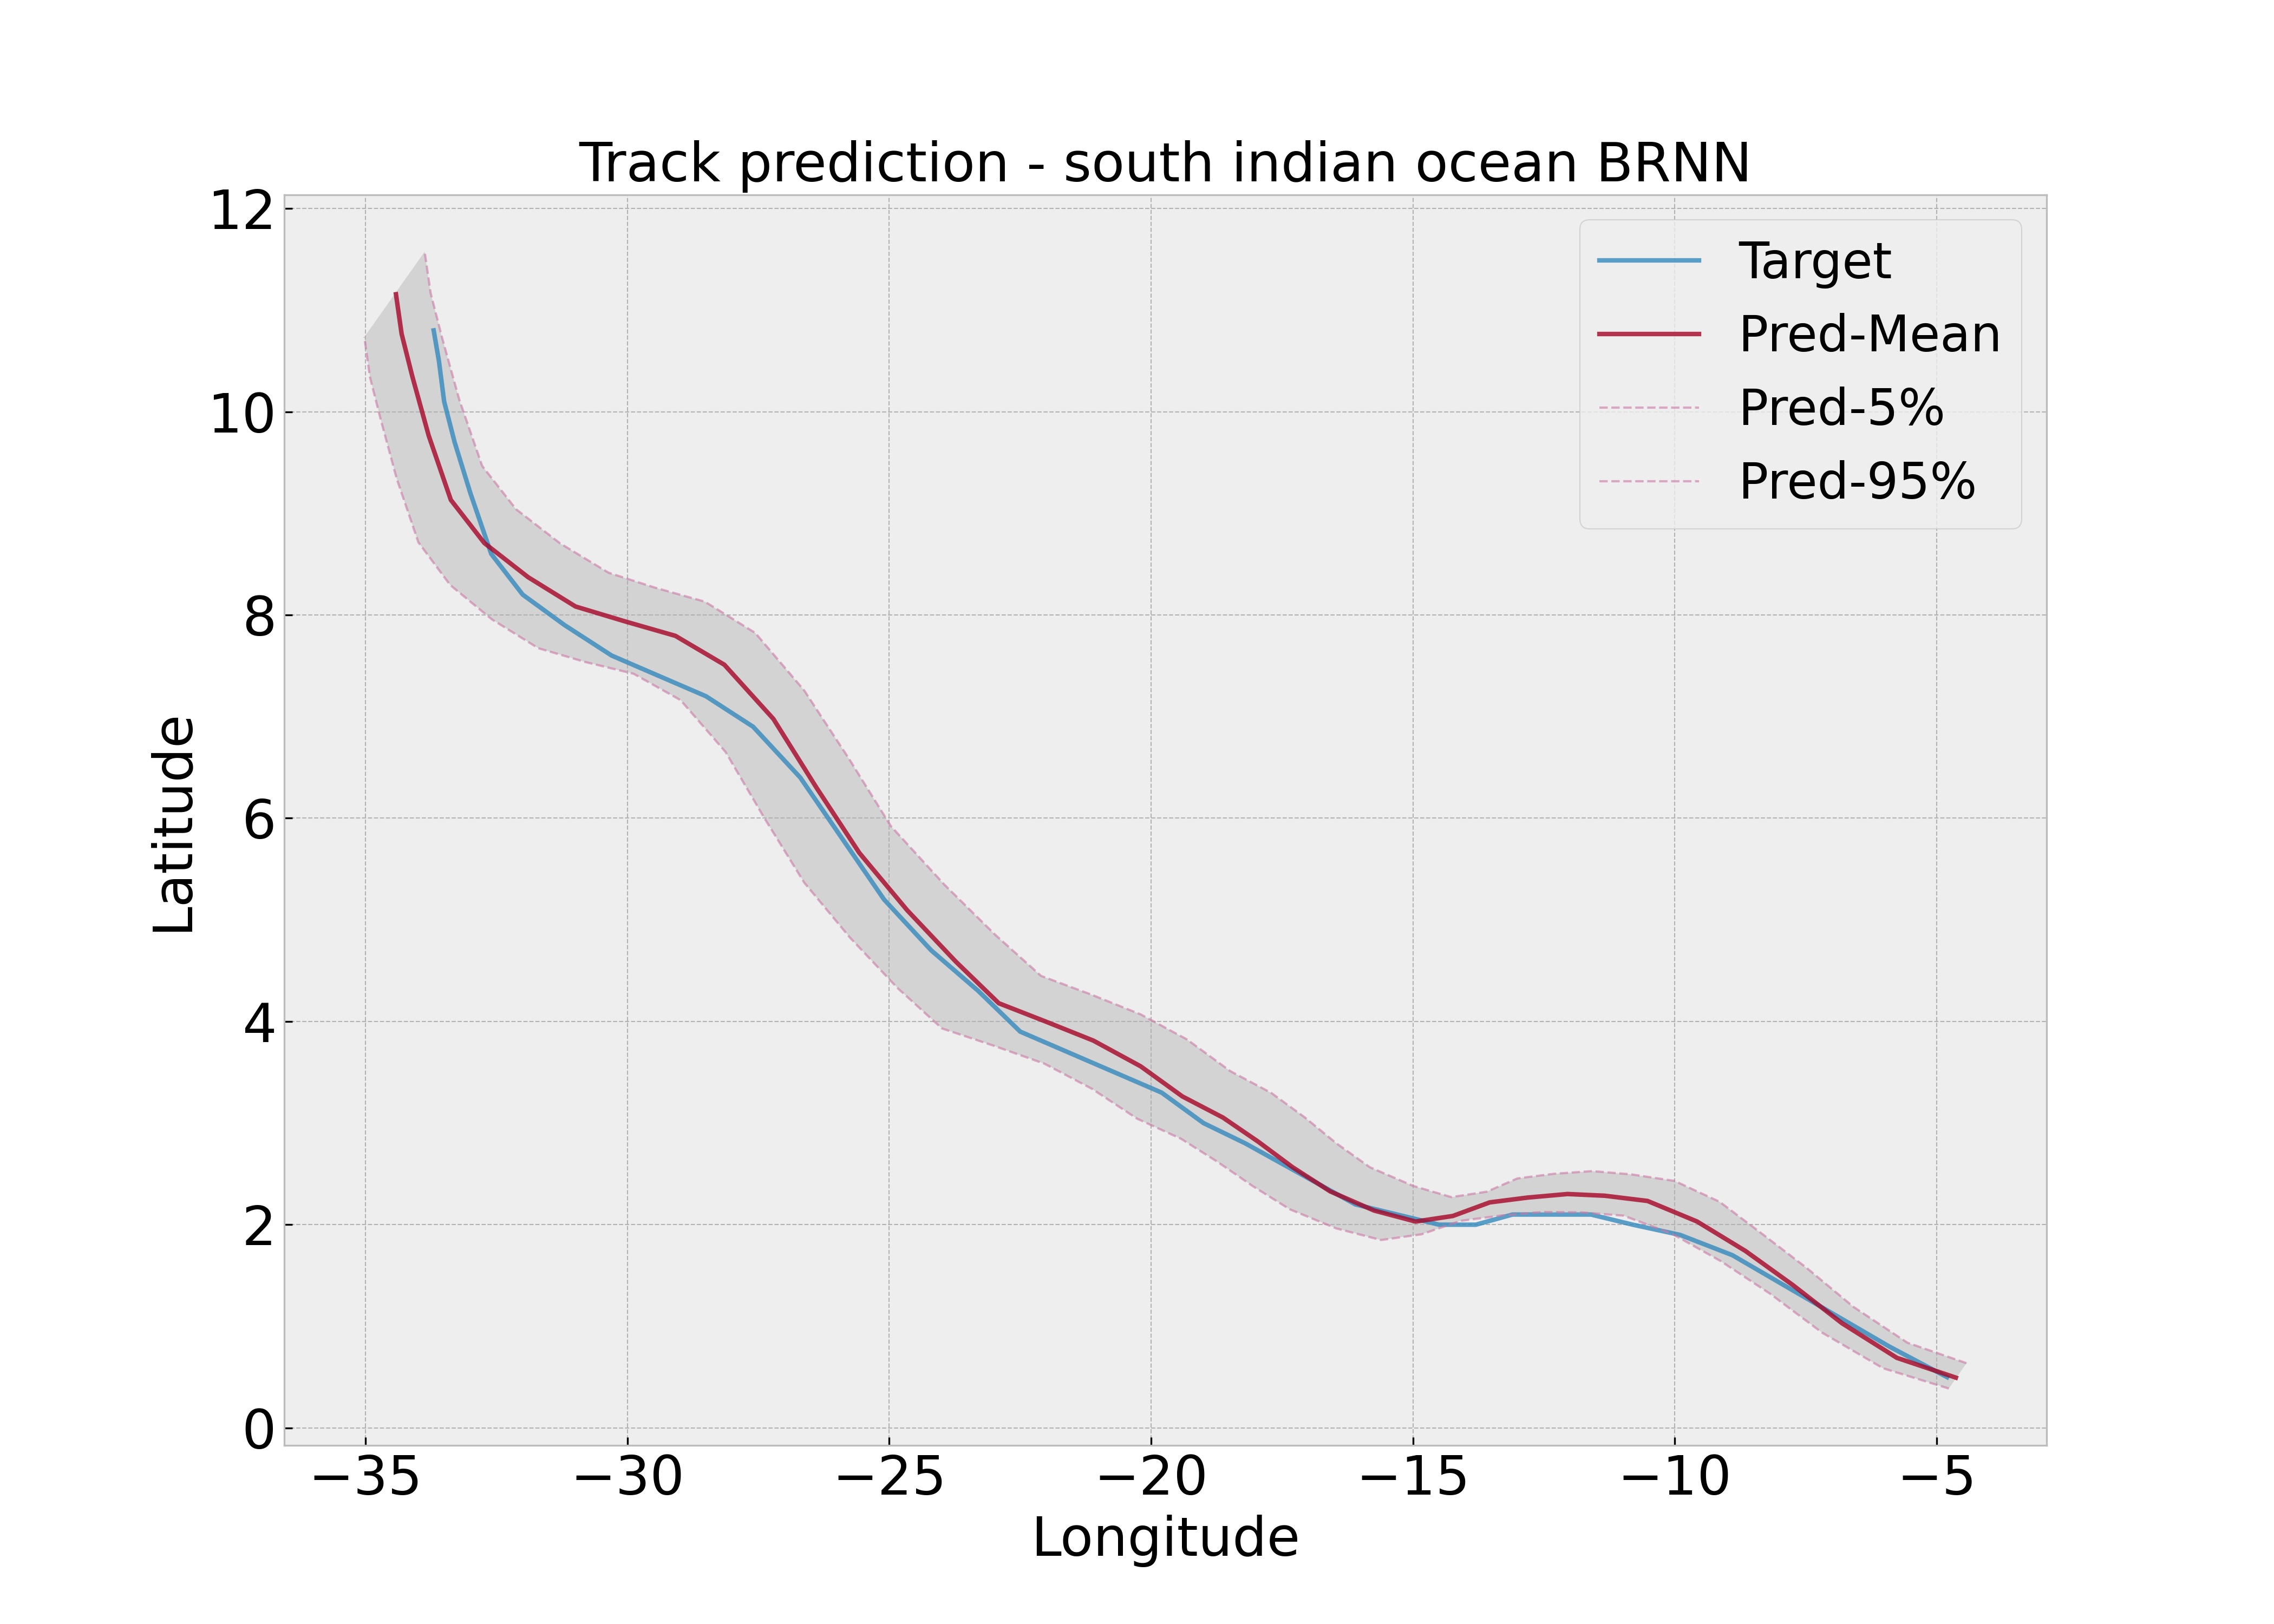 Track prediction - south indian ocean BRNN
12
10
8
6
4
2
0
Latitude
Target
Pred-Mean
Pred-5%
Pred-95%
−35 −30 −25 −20 −15 −10 −5
Longitude